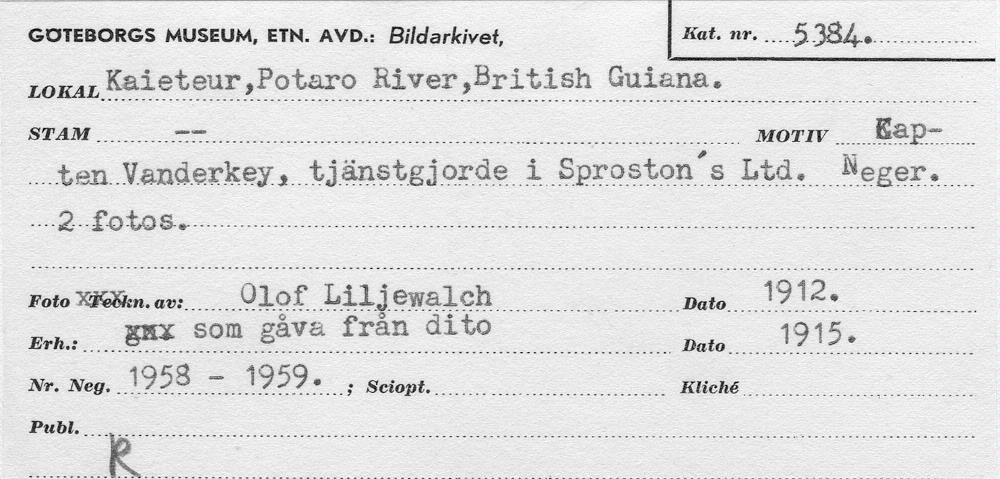 GÖTEBORGS MUSEUM, ETN. AVD.: Bildarkivet,
Kat. nr. 5384.
LOKAL Kaieteur,Potaro River,British Guiana.
STAM -- MOTIV Kap-
ten Vanderkey, tjänstgjorde i Sproston´s Ltd. Neger.
2 fotos.
Foto xxx Teckn. av: Olof Liljewalch Dato 1912.
Erh.: som gåva från dito Dato 1915.
Nr. Neg. 1958 - 1959. ; Sciopt. Kliché
Publ.
R